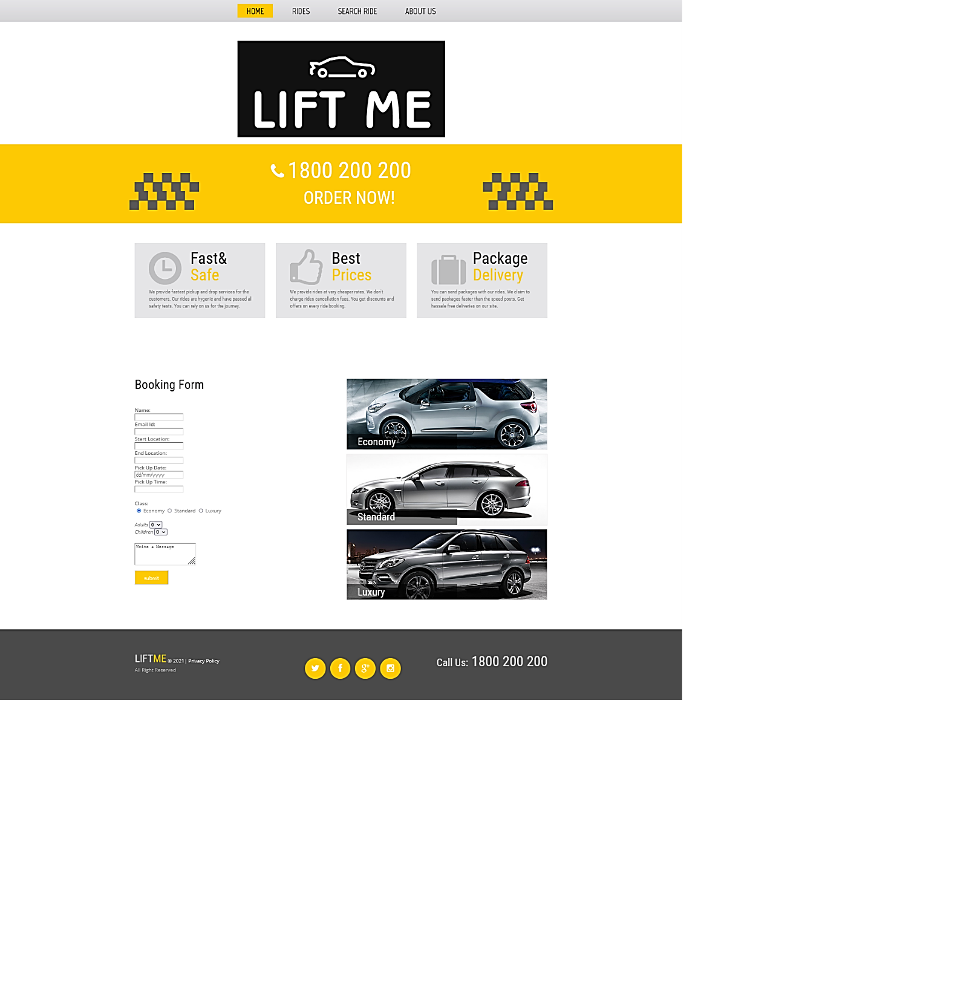 HOME RIDES SEARCH RIDE ABOUT US
LIFT ME
1800 200 200
ORDER NOW!
Fast&
Safe
We provide fastest pickup and drop services for the
customers. Our rides are hygenic and have passed all
safety tests. You can rely on us for the journey.
Best
Prices
We provide rides at very cheaper rates. We don't
charge rides cancellation fees. You get discounts and
offers on every ride booking.
Package
Delivery
You can send packages with our rides. We claim to
send packages faster than the speed posts. Get
hassale free deliveries on our site.
Booking Form
Name:
Email Id:
Start Location:
End Location:
Pick Up Date:
dd/mm/yyyy
Pick Up Time:
Class:
Economy Standard Luxury
Adults 0
Children 0
Write a Message
submit
Economy
Standard
Luxury
LIFTME © 2021 | Privacy Policy
All Right Reserved
Call Us: 1800 200 200